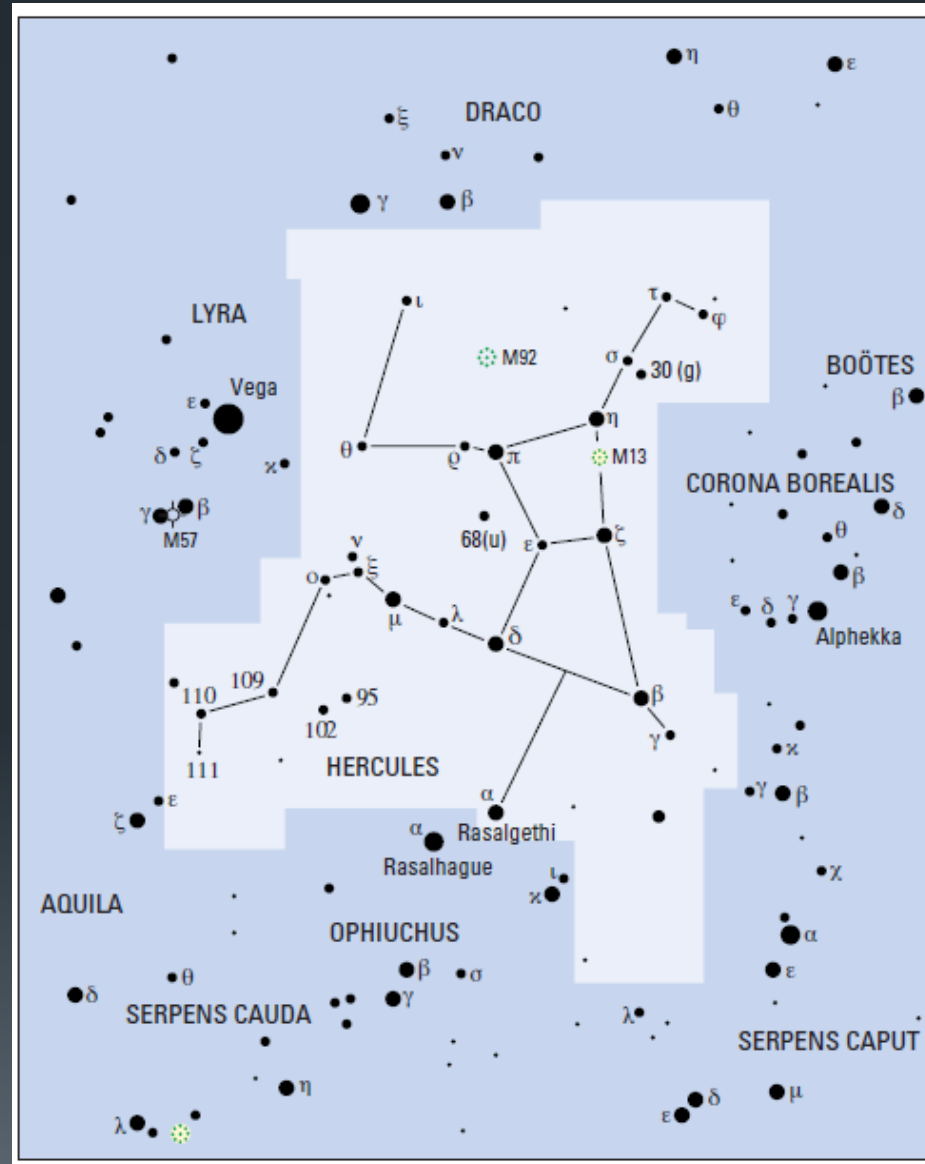 η
ε
θ
ξ
DRACO
ν
γ
β
ι
τ
φ
LYRA
M92
σ
30 (g)
BOÖTES
Vega
ε
β
η
δ
ζ
ϰ
θ
ϱ
π
M13
CORONA BOREALIS
γ
β
M57
68(u)
ε
ζ
δ
θ
β
ν
ξ
ο
μ
λ
δ
ε
δ
γ
Alphekka
110
109
95
102
111
β
γ
ϰ
HERCULES
γ
β
α
Rasalgethi
ε
ζ
α
Rasalhague
ι
ϰ
χ
AQUILA
OPHIUCHUS
α
β
σ
ε
θ
δ
γ
SERPENS CAUDA
λ
SERPENS CAPUT
η
δ
ε
μ
λ